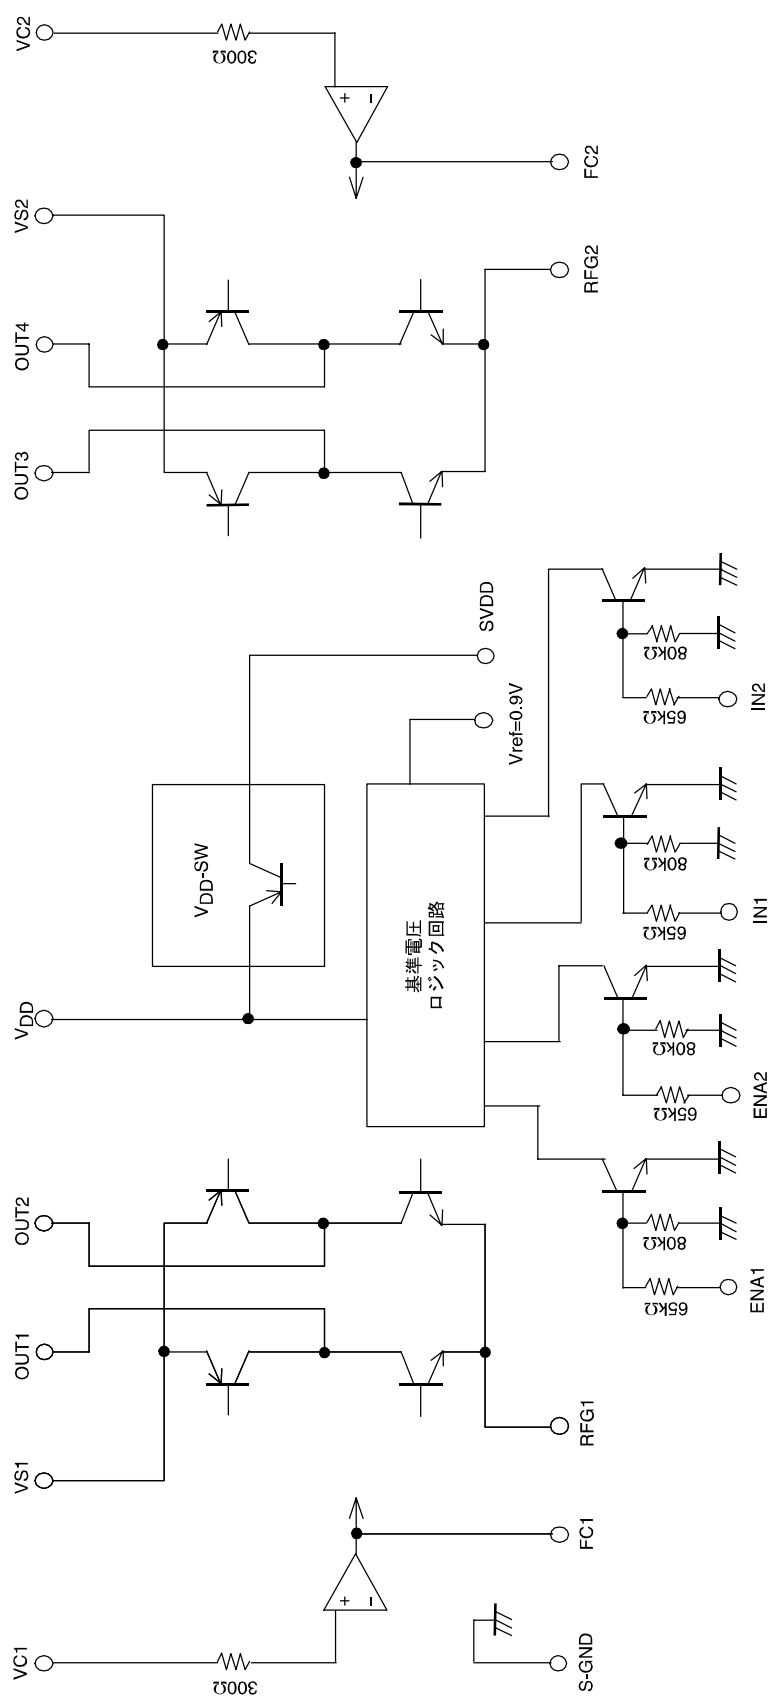 VC1
VS1
OUT1
OUT2
VDD
OUT3
OUT4
VS2
VC2
300Ω
300Ω
VDD-SW
基準電圧
ロジック回路
SVDD
Vref=0.9V
S-GND
FC1
RFG1
RFG2
FC2
65kΩ
80kΩ
65kΩ
80kΩ
65kΩ
80kΩ
65kΩ
80kΩ
ENA1
ENA2
IN1
IN2
+
−
+
−